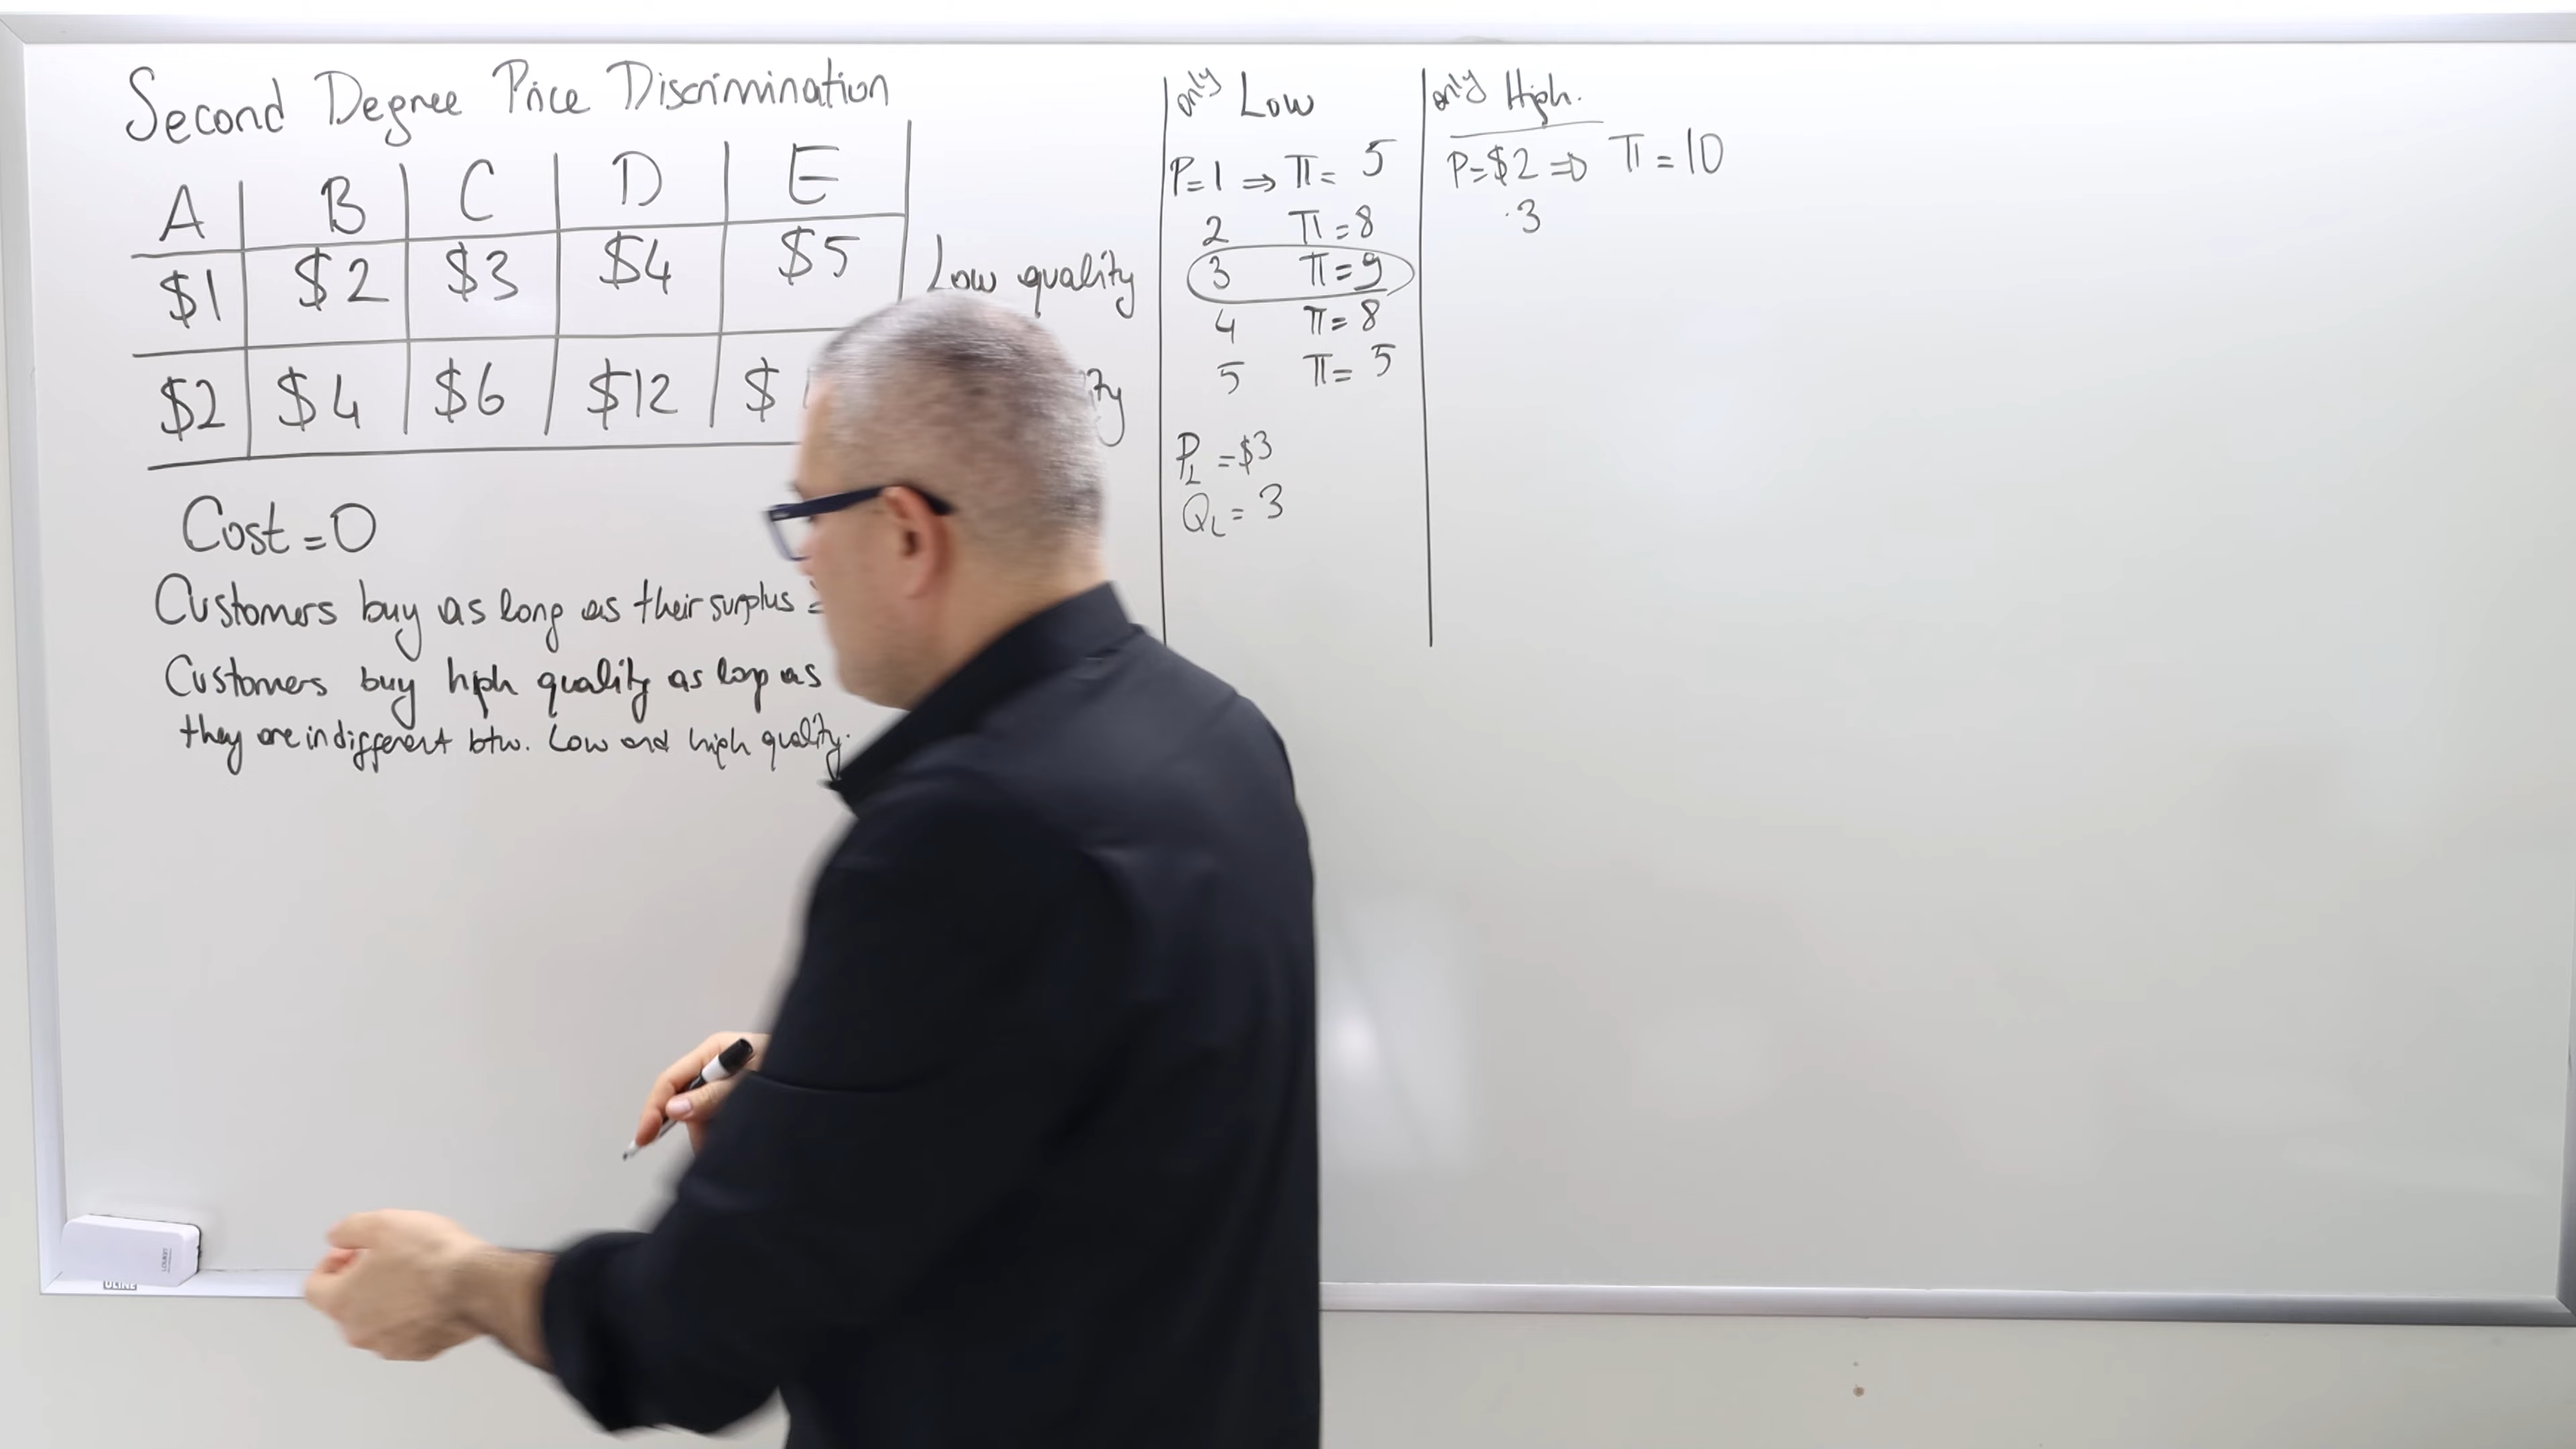 Second Degree Price Discrimination
A B C D E
$1 $2 $3 $4 $5 Low quality
$2 $4 $6 $12 $
Cost = 0
Customers buy as long as their surplus
Customers buy high quality as long as
they are indifferent btw. Low and high quality.
only Low
P=1 ⇒ π= 5
2 π=8
3 π=9
4 π=8
5 π= 5
PL =$3
QL = 3
only High.
P=$2 ⇒ π=10
3
ULINE